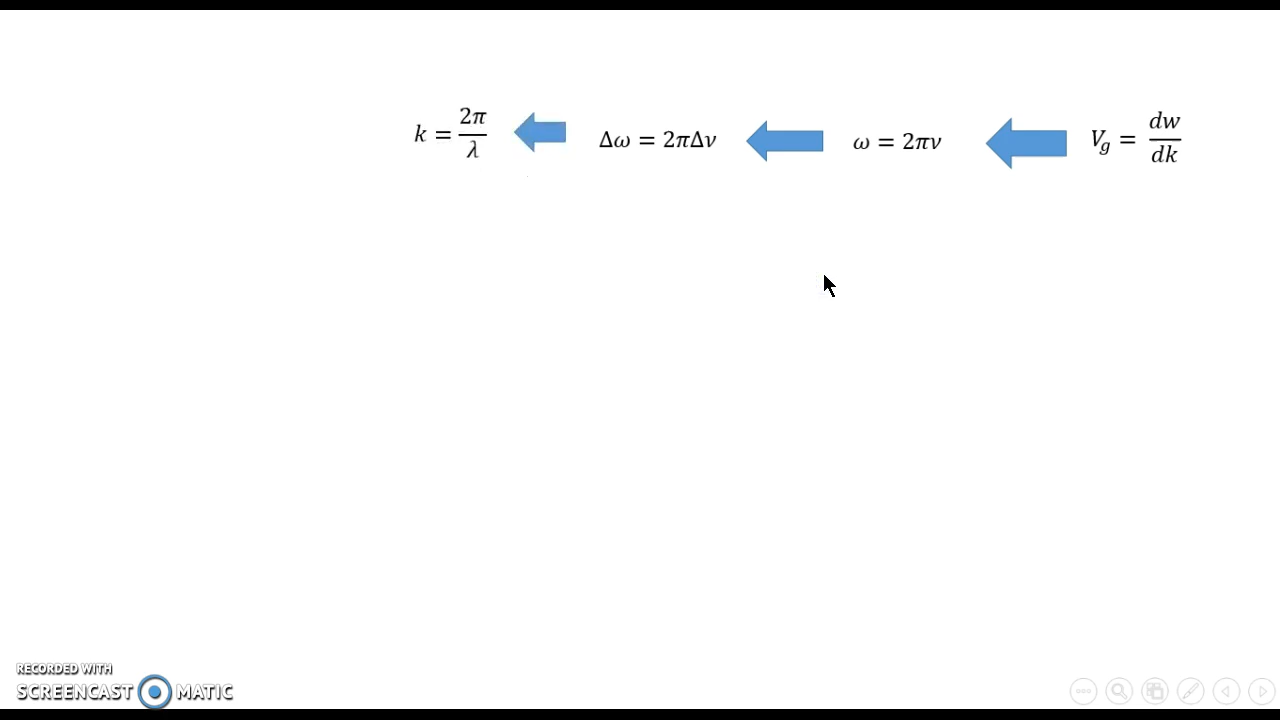 k = 2π/λ Δω = 2πΔν ω = 2πν V_g = dw/dk
RECORDED WITH
SCREENCAST MATIC